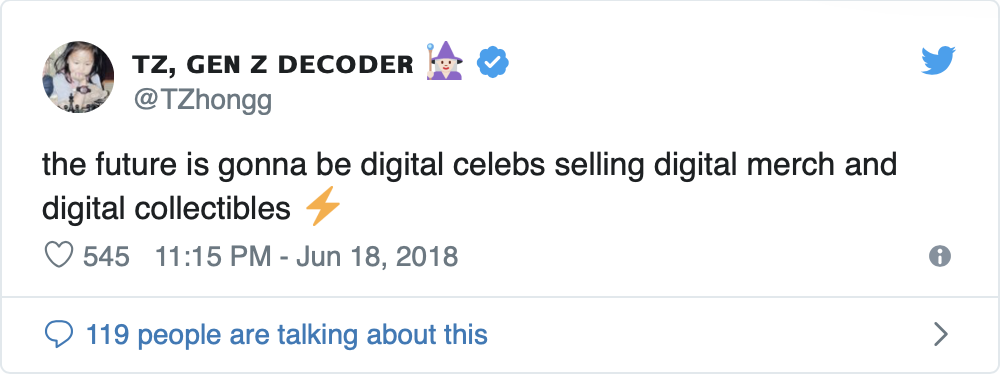 TZ, GEN Z DECODER 🧙🏻
@TZhongg
the future is gonna be digital celebs selling digital merch and
digital collectibles ⚡
545 11:15 PM - Jun 18, 2018
119 people are talking about this